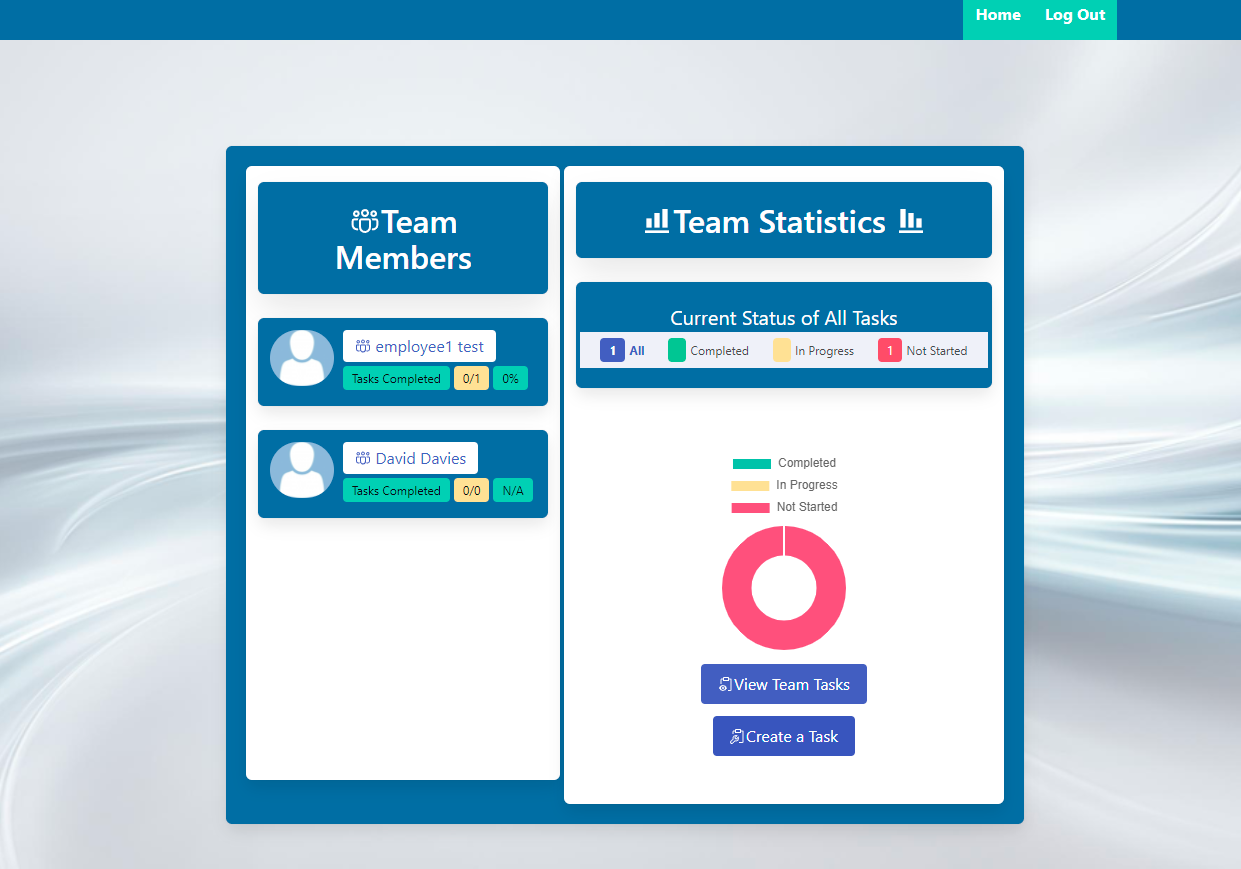 Home Log Out
Team
Members
employee1 test
Tasks Completed 0/1 0%
David Davies
Tasks Completed 0/0 N/A
Team Statistics
Current Status of All Tasks
1 All Completed In Progress 1 Not Started
Completed
In Progress
Not Started
View Team Tasks
Create a Task